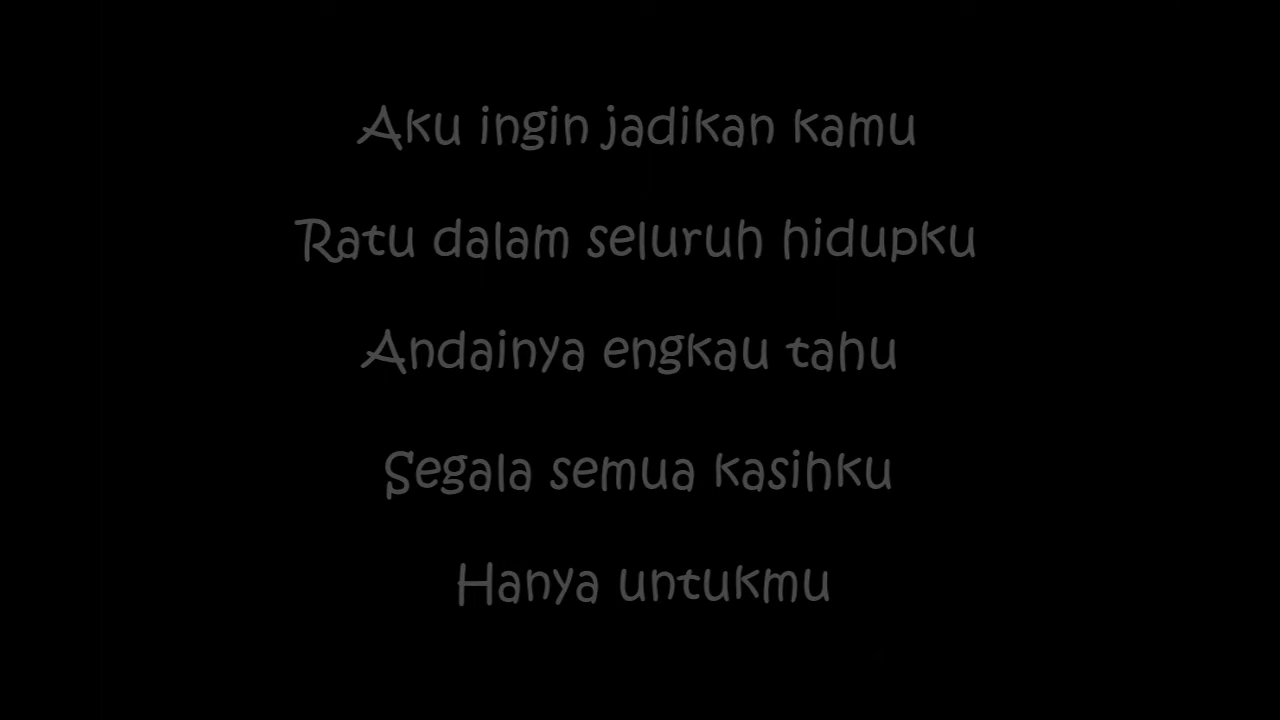 Aku ingin jadikan kamu
Ratu dalam seluruh hidupku
Andainya engkau tahu
Segala semua kasihku
Hanya untukmu